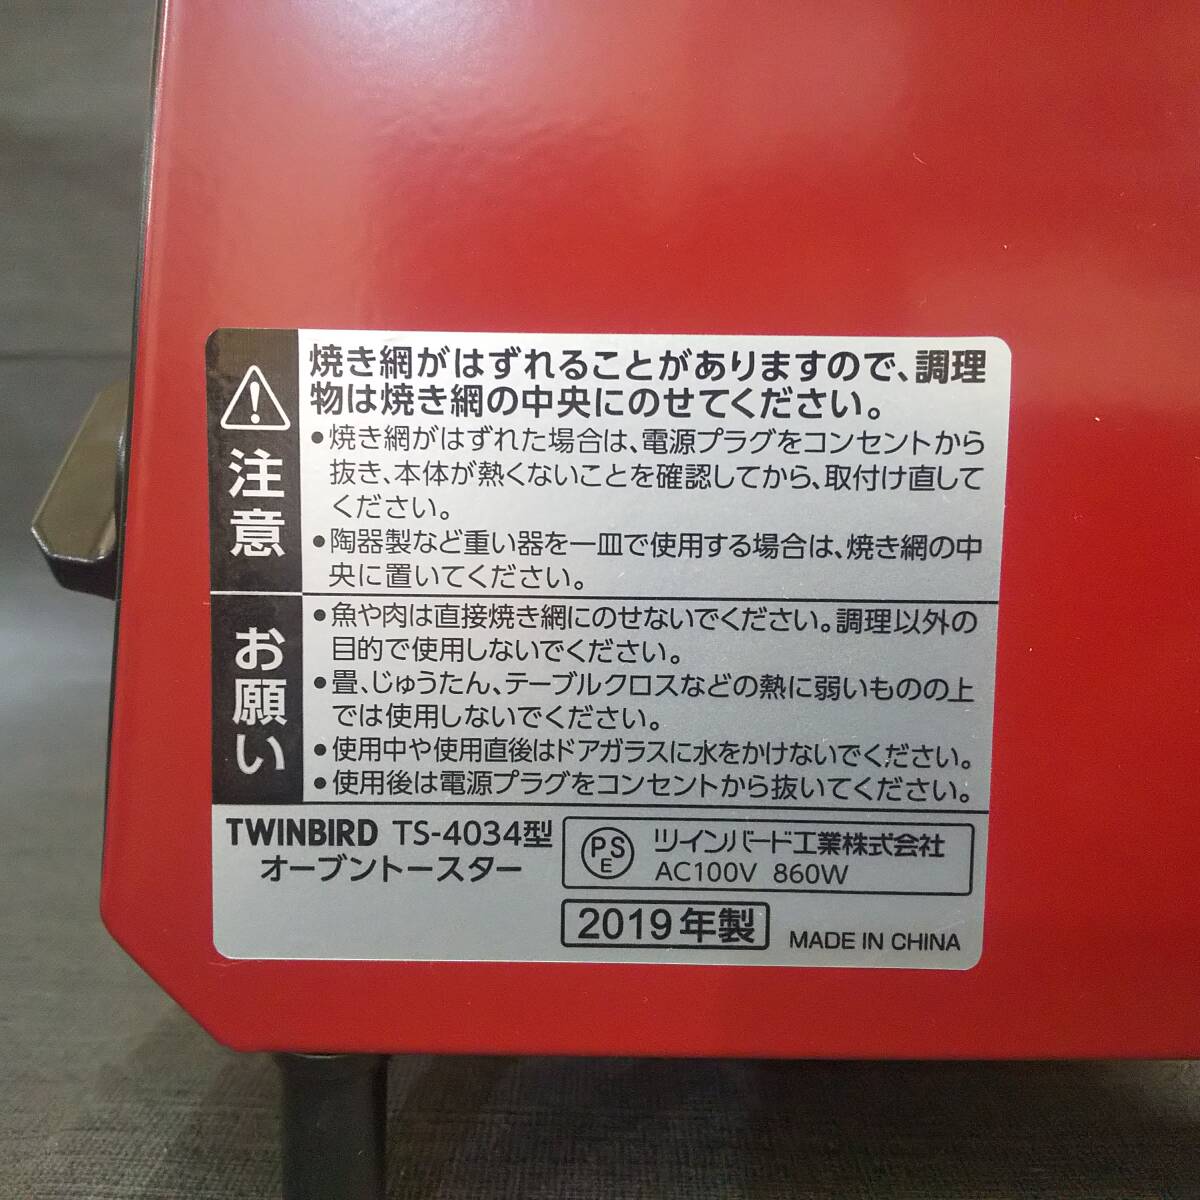 注意
焼き網がはずれることがありますので、調理
物は焼き網の中央にのせてください。
●焼き網がはずれた場合は、電源プラグをコンセントから
抜き、本体が熱くないことを確認してから、取付け直して
ください。
●陶器製など重い器を一皿で使用する場合は、焼き網の中
央に置いてください。
お願い
●魚や肉は直接焼き網にのせないでください。調理以外の
目的で使用しないでください。
●畳、じゅうたん、テーブルクロスなどの熱に弱いものの上
では使用しないでください。
●使用中や使用直後はドアガラスに水をかけないでください。
●使用後は電源プラグをコンセントから抜いてください。
TWINBIRD TS-4034型
オーブントースター
PSE
ツインバード工業株式会社
AC100V 860W
2019年製
MADE IN CHINA